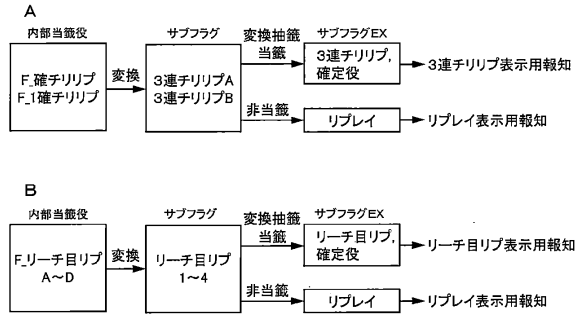 A
内部当籤役
サブフラグ
変換抽籤
当籤
サブフラグEX
F_確チリリプ
F_1確チリリプ
変換
3連チリリプA
3連チリリプB
3連チリリプ,
確定役
3連チリリプ表示用報知
非当籤
リプレイ
リプレイ表示用報知
B
内部当籤役
サブフラグ
変換抽籤
当籤
サブフラグEX
F_リーチ目リプ
A～D
変換
リーチ目リプ
1～4
リーチ目リプ,
確定役
リーチ目リプ表示用報知
非当籤
リプレイ
リプレイ表示用報知